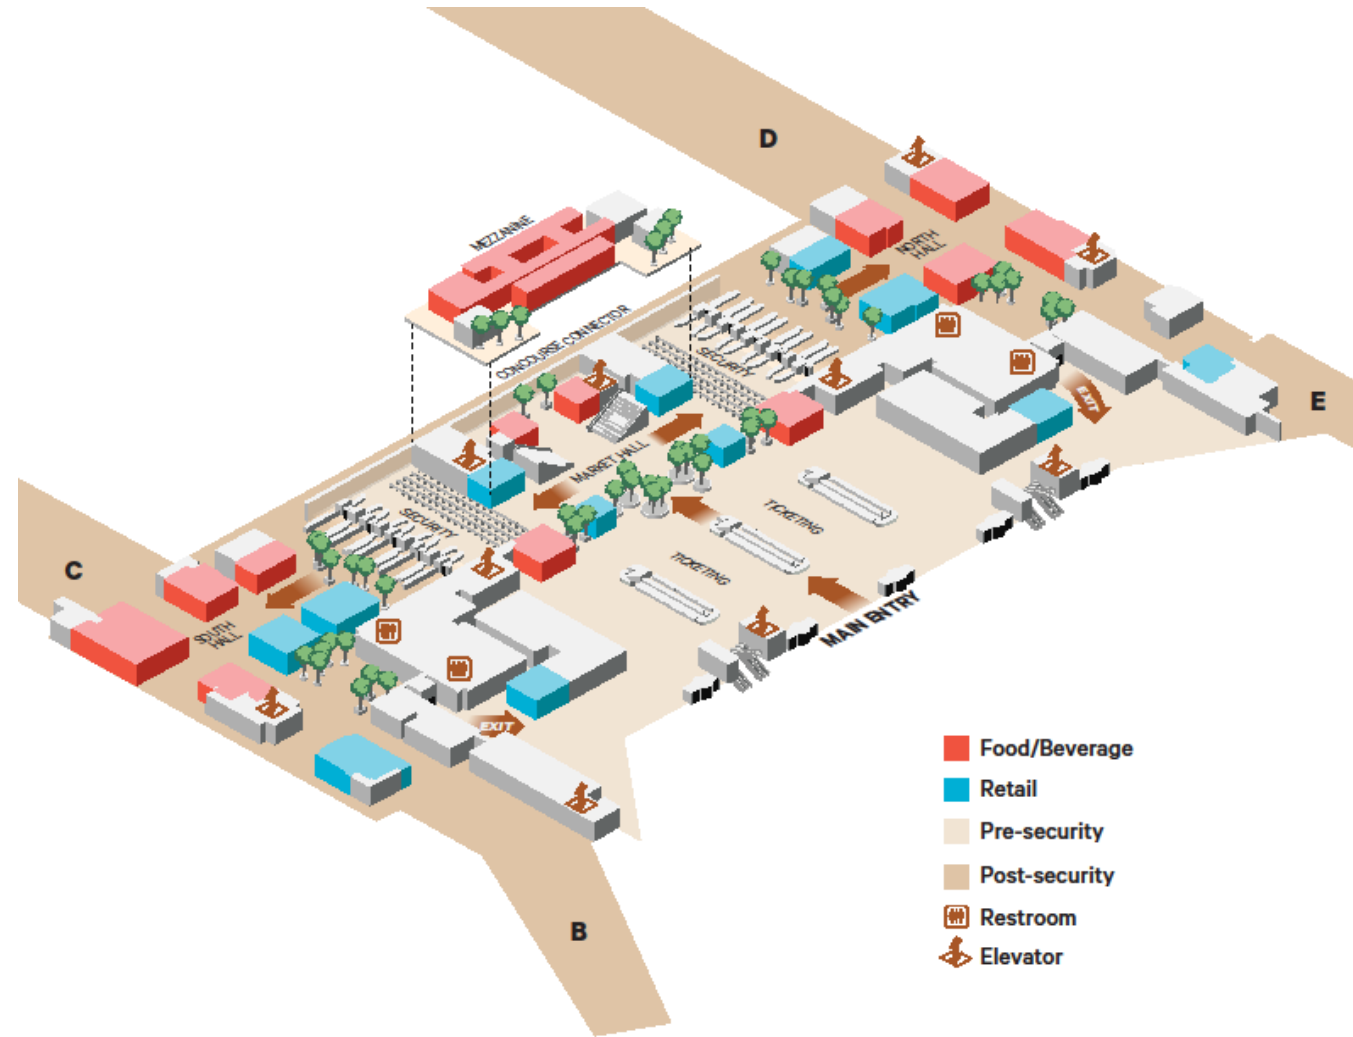 D
MEZZANINE
NORTH
HALL
CONCOURSE CONNECTOR
SECURITY
EXIT
E
MARKET HALL
TICKETING
SECURITY
TICKETING
C
MAIN ENTRY
SOUTH
HALL
EXIT
B
Food/Beverage
Retail
Pre-security
Post-security
Restroom
Elevator